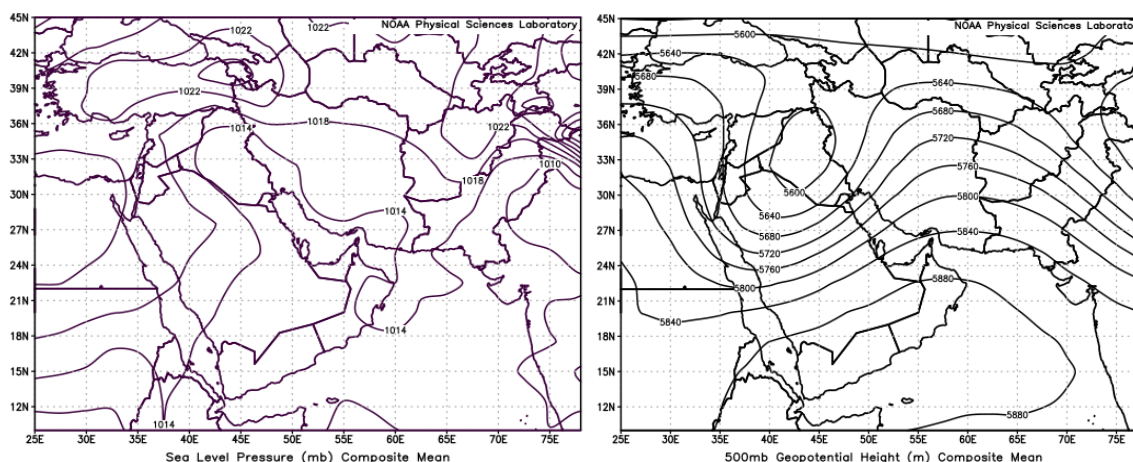 NOAA Physical Sciences Laboratory
45N
42N
39N
36N
33N
30N
27N
24N
21N
18N
15N
12N
1022
1022
1022
1014
1018
1022
1010
1018
1014
1014
1014
25E 30E 35E 40E 45E 50E 55E 60E 65E 70E 75E
Sea Level Pressure (mb) Composite Mean
NOAA Physical Sciences Laborato
45N
42N
39N
36N
33N
30N
27N
24N
21N
18N
15N
12N
5600
5640
5680
5640
5680
5720
5760
5600
5800
5640
5680
5720
5840
5760
5800
5880
5840
5880
25E 30E 35E 40E 45E 50E 55E 60E 65E 70E 75E
500mb Geopotential Height (m) Composite Mean